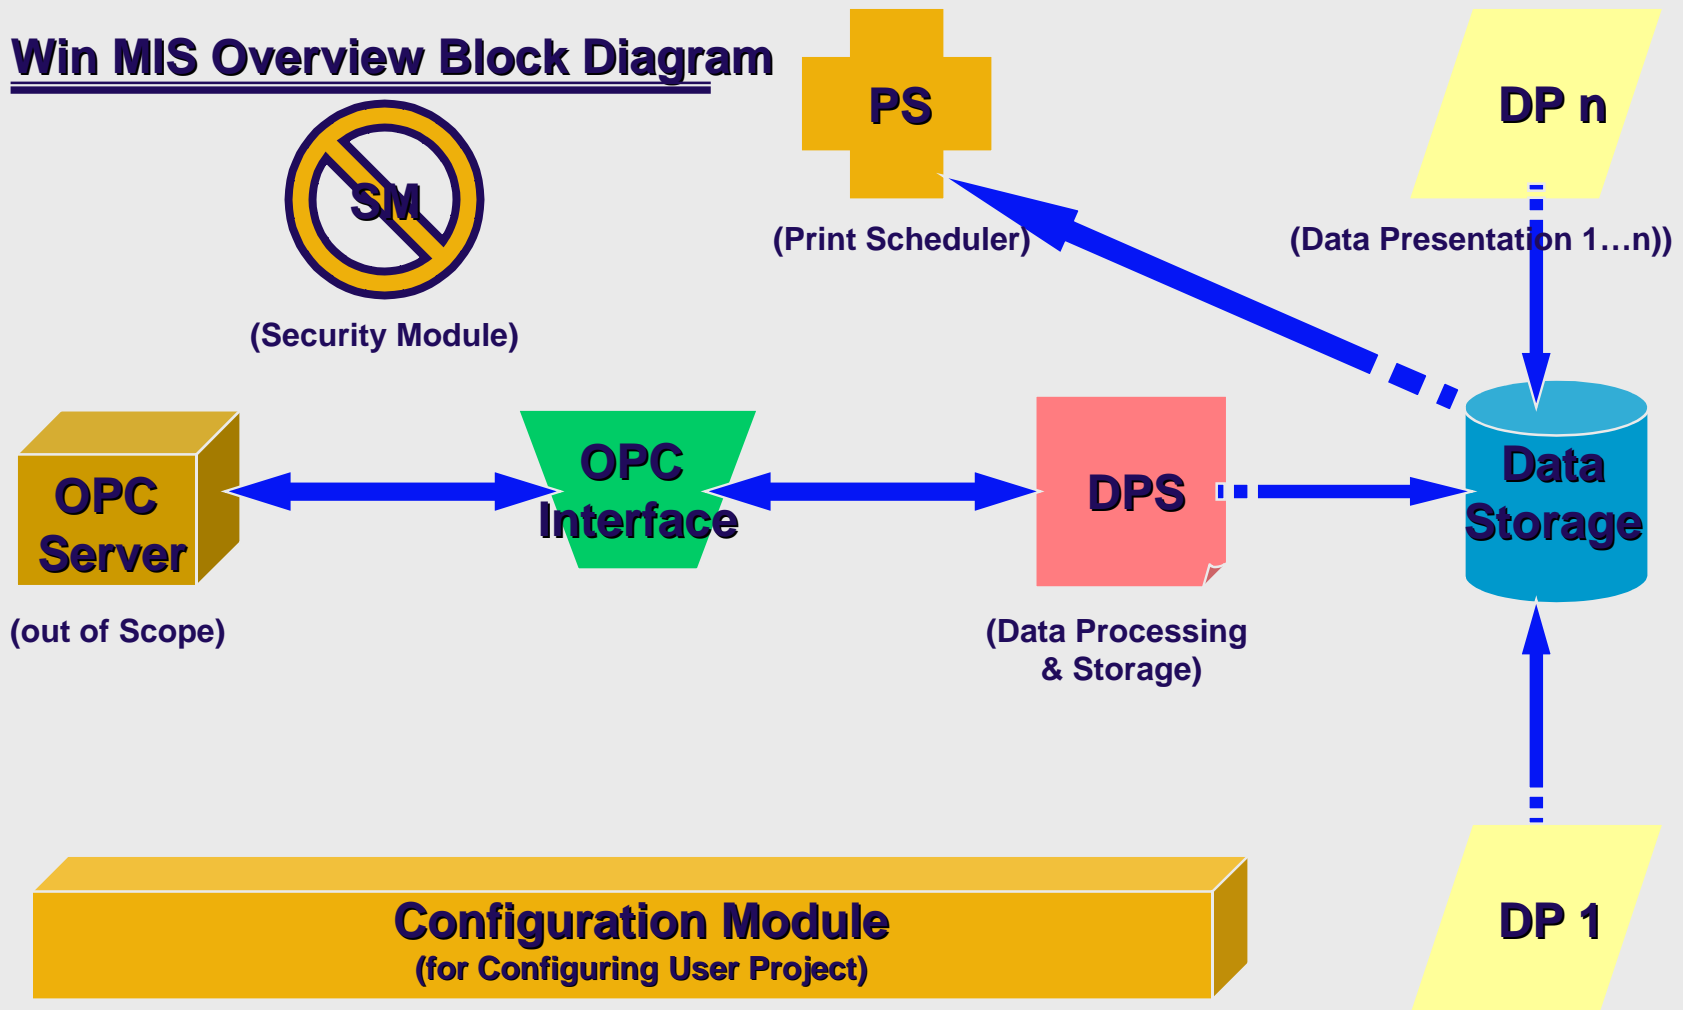 Win MIS Overview Block Diagram
PS
DP n
SM
(Print Scheduler)
(Data Presentation 1…n))
(Security Module)
OPC
Server
OPC
Interface
DPS
Data
Storage
(out of Scope)
(Data Processing
& Storage)
Configuration Module
(for Configuring User Project)
DP 1